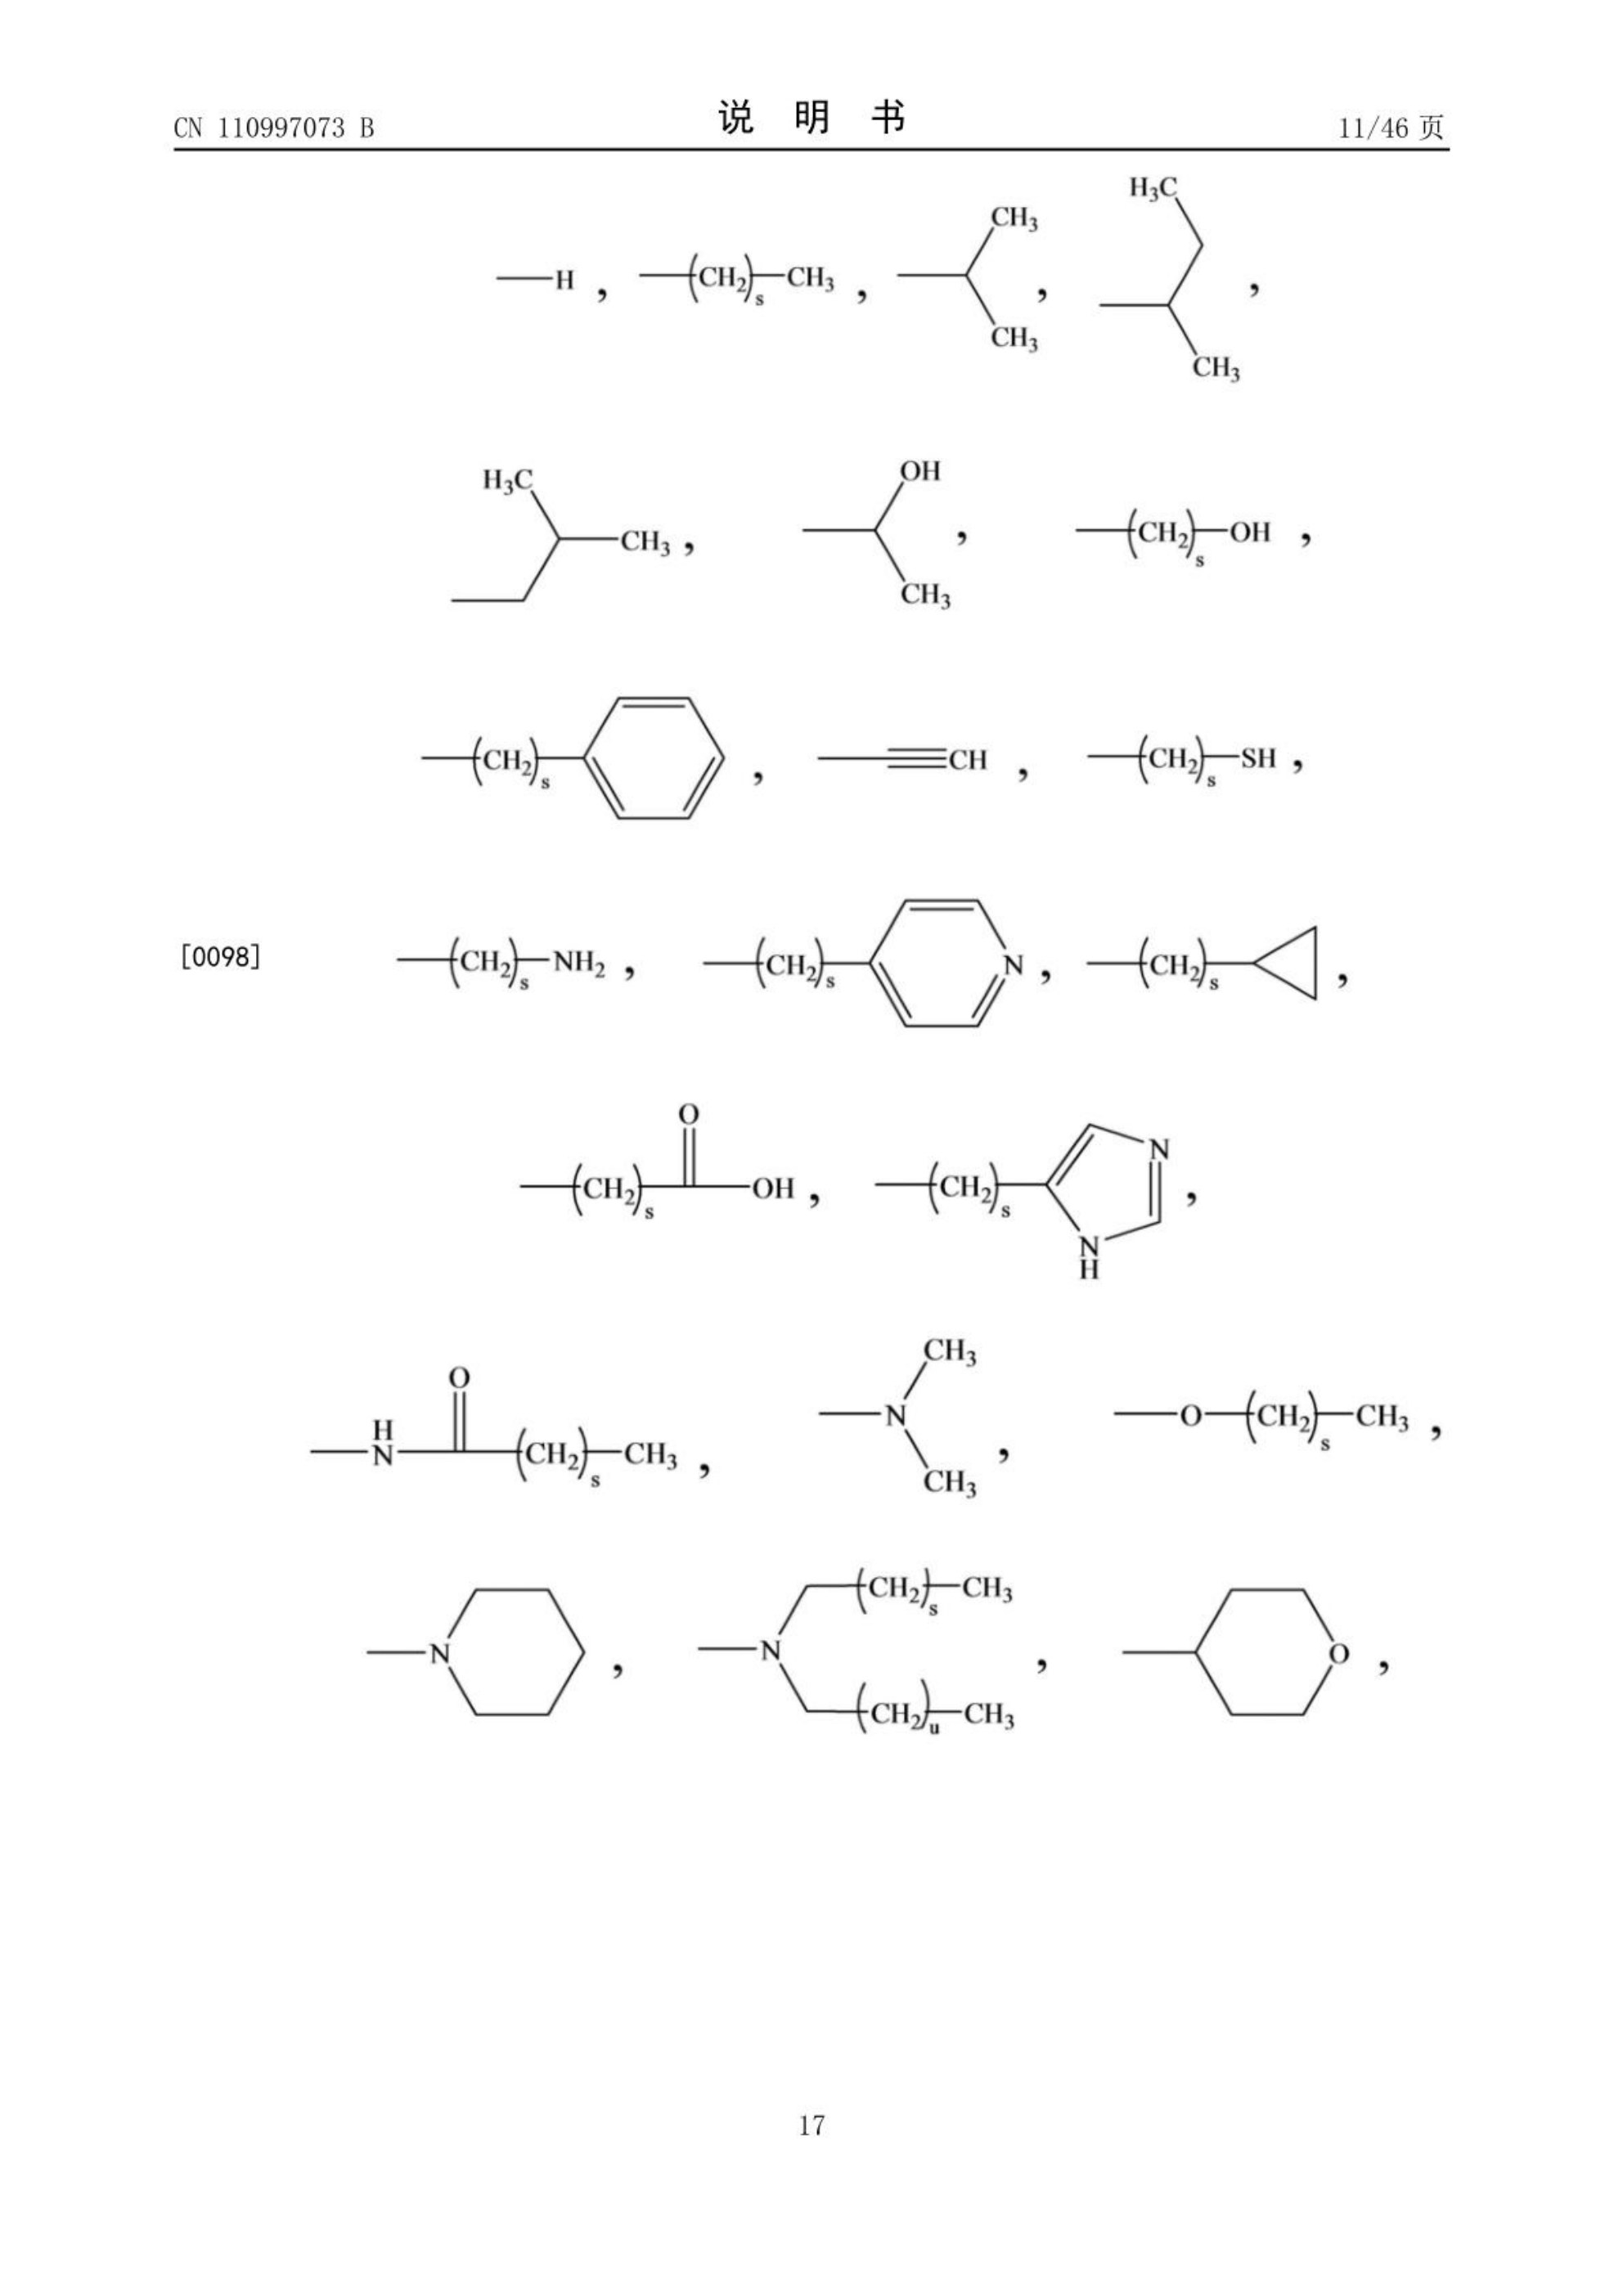 CN 110997073 B 说 明 书 11/46 页
—H , —(CH₂)s—CH₃ , CH₃ CH₃ , H₃C CH₃ ,
H₃C CH₃ , OH CH₃ , —(CH₂)s—OH ,
—(CH₂)s— , —≡CH , —(CH₂)s—SH ,
[0098] —(CH₂)s—NH₂ , —(CH₂)s— N , —(CH₂)s— ,
—(CH₂)s— O OH , —(CH₂)s— N N H ,
H N O (CH₂)s—CH₃ , N CH₃ CH₃ , —O—(CH₂)s—CH₃ ,
—N , N (CH₂)s—CH₃ (CH₂)u—CH₃ , O ,
17